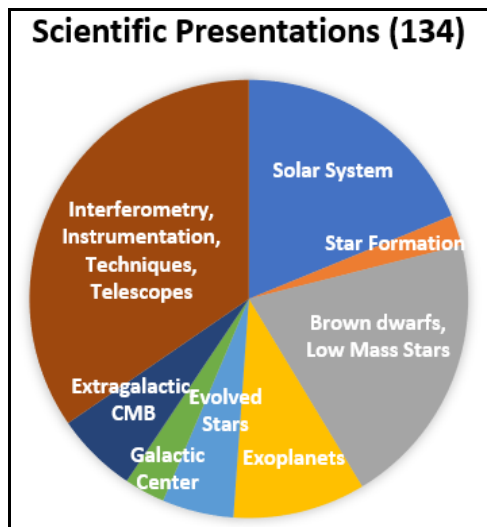 Scientific Presentations (134)
Solar System
Star Formation
Brown dwarfs,
Low Mass Stars
Exoplanets
Evolved
Stars
Galactic
Center
Extragalactic
CMB
Interferometry,
Instrumentation,
Techniques,
Telescopes